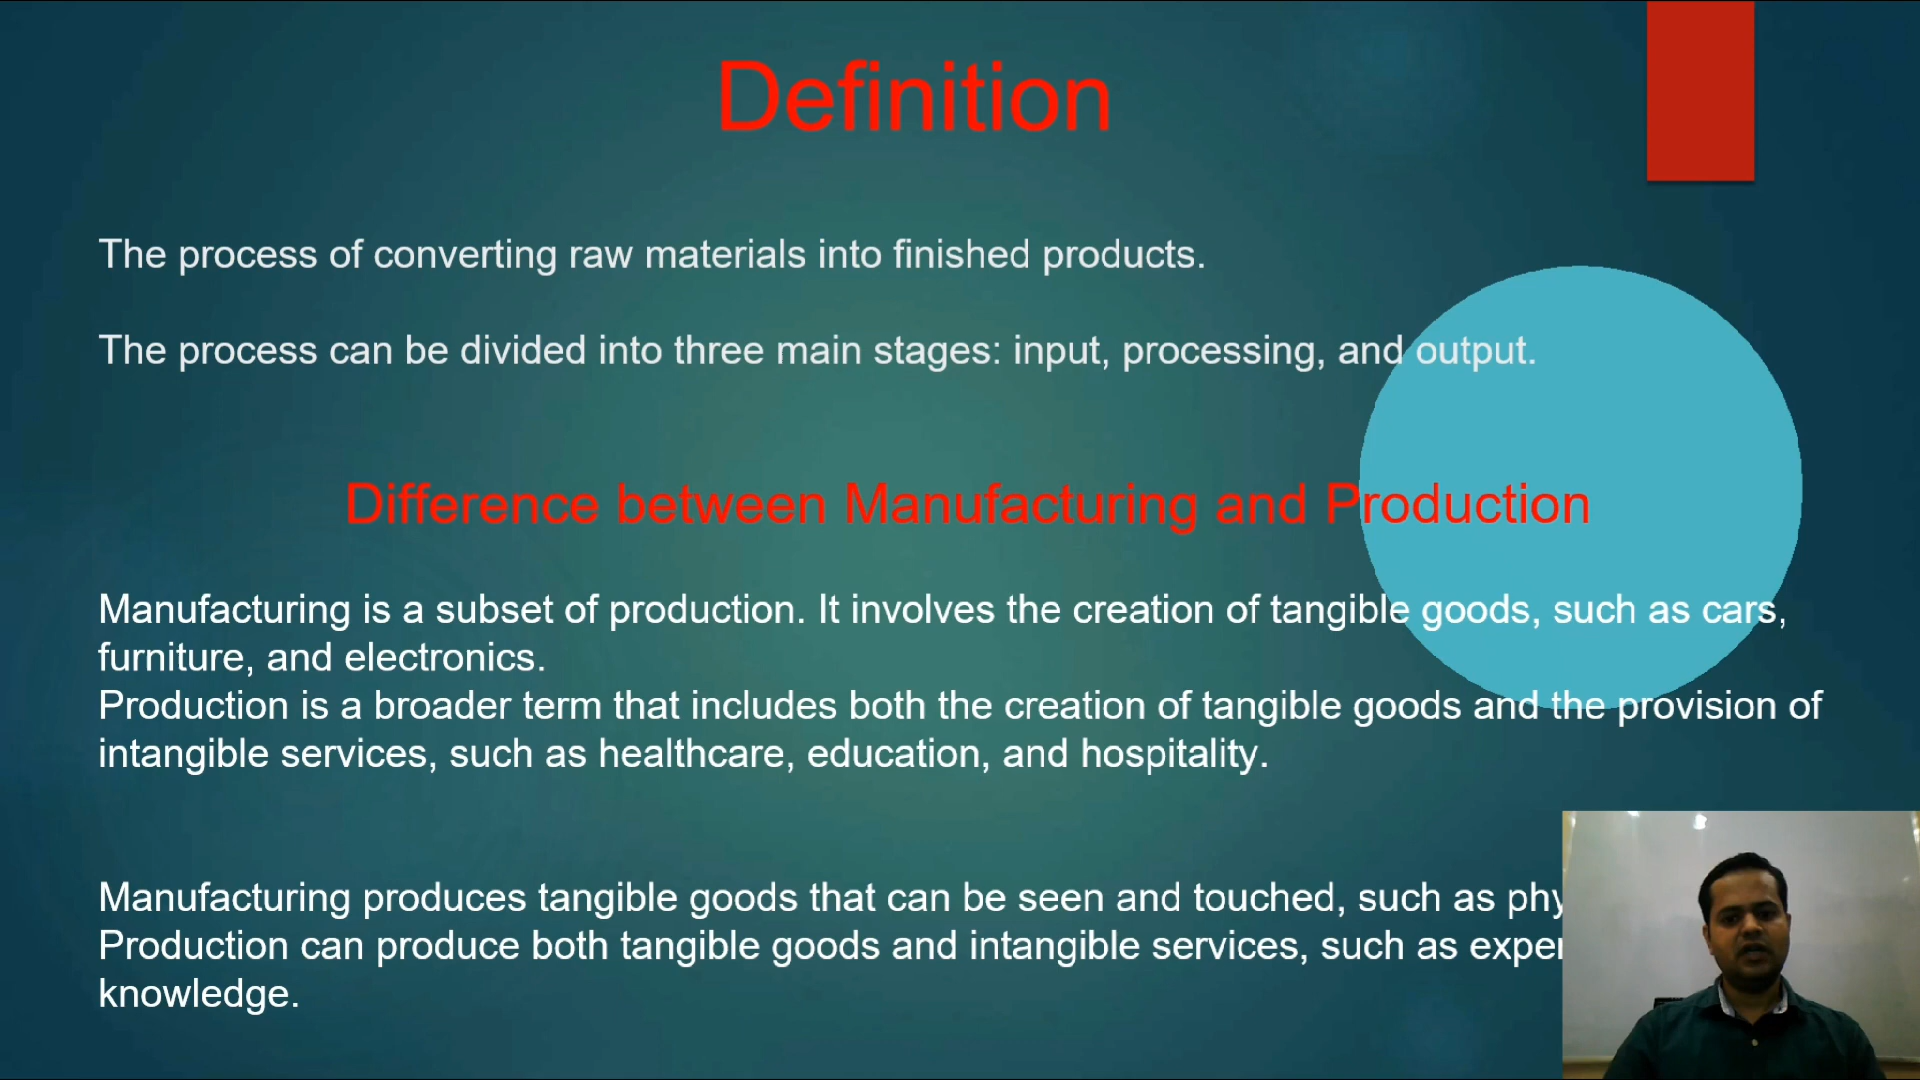 Definition
The process of converting raw materials into finished products.
The process can be divided into three main stages: input, processing, and output.
Difference between Manufacturing and Production
Manufacturing is a subset of production. It involves the creation of tangible goods, such as cars,
furniture, and electronics.
Production is a broader term that includes both the creation of tangible goods and the provision of
intangible services, such as healthcare, education, and hospitality.
Manufacturing produces tangible goods that can be seen and touched, such as
Production can produce both tangible goods and intangible services, such as
knowledge.